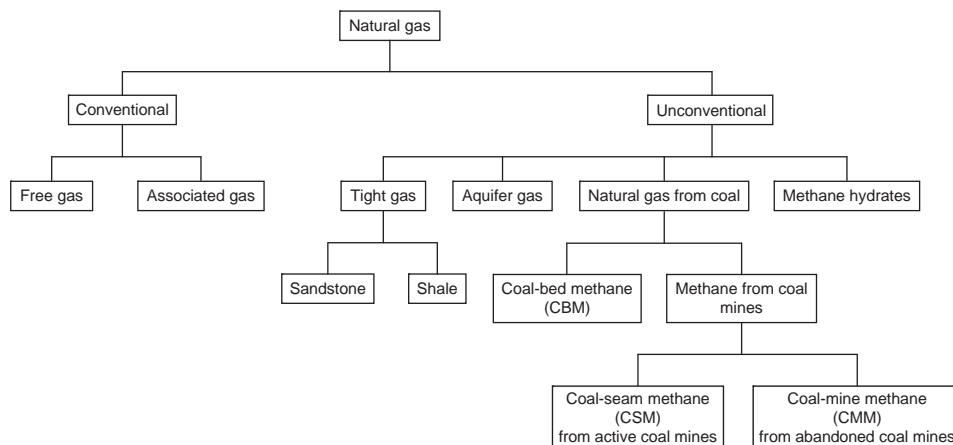 Natural gas
Conventional
Unconventional
Free gas
Associated gas
Tight gas
Aquifer gas
Natural gas from coal
Methane hydrates
Sandstone
Shale
Coal-bed methane
(CBM)
Methane from coal
mines
Coal-seam methane
(CSM)
from active coal mines
Coal-mine methane
(CMM)
from abandoned coal mines